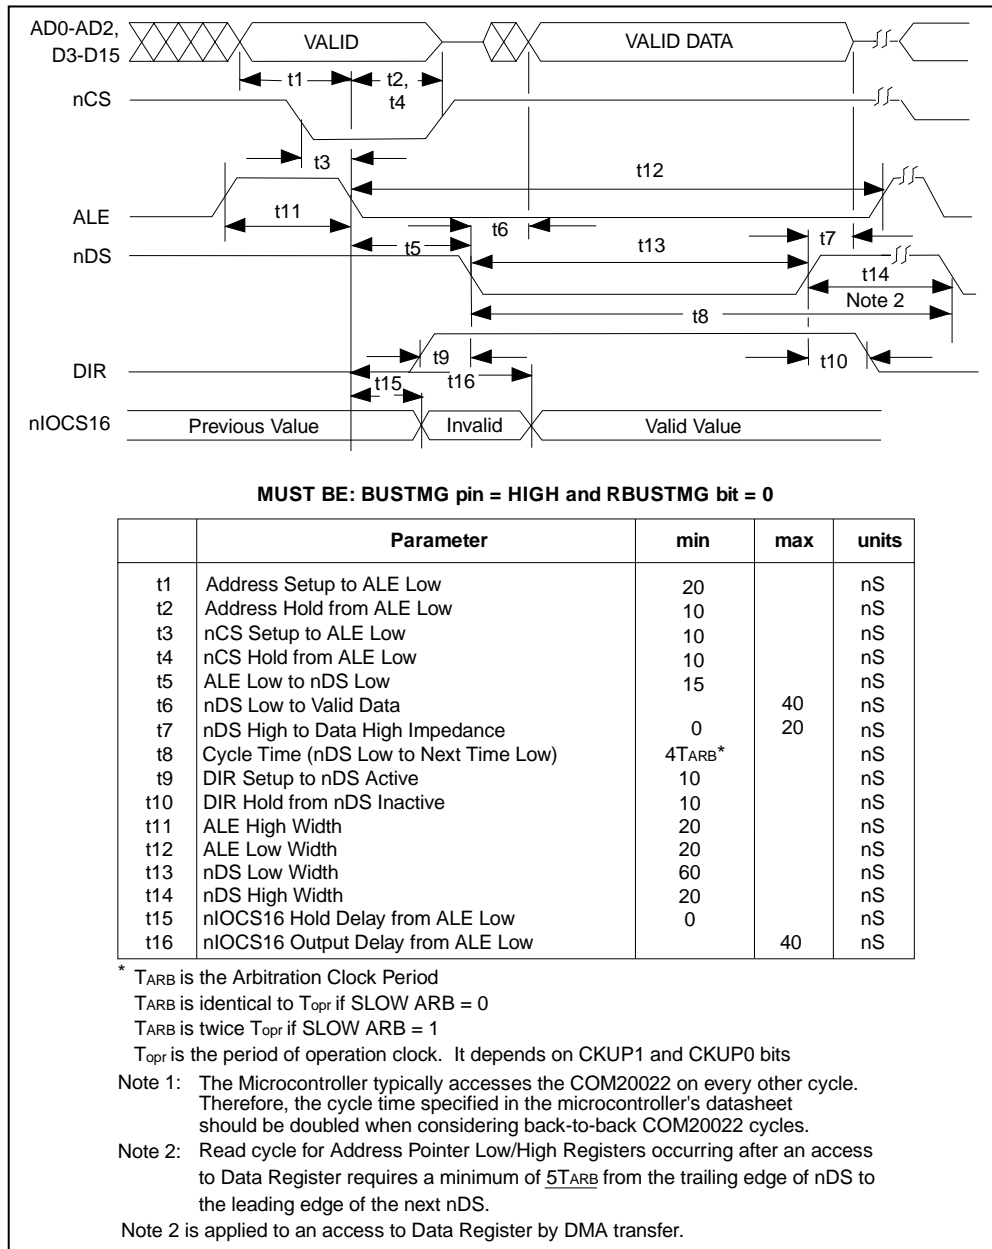 AD0-AD2,
D3-D15
VALID
VALID DATA
t1
t2,
t4
nCS
t3
t12
ALE
t11
t6
t7
nDS
t5
t13
t14
Note 2
t8
DIR
t9
t10
t15
t16
nIOCS16
Previous Value
Invalid
Valid Value
MUST BE: BUSTMG pin = HIGH and RBUSTMG bit = 0
Parameter min max units
t1 Address Setup to ALE Low 20 nS
t2 Address Hold from ALE Low 10 nS
t3 nCS Setup to ALE Low 10 nS
t4 nCS Hold from ALE Low 10 nS
t5 ALE Low to nDS Low 15 nS
t6 nDS Low to Valid Data 40 nS
t7 nDS High to Data High Impedance 0 20 nS
t8 Cycle Time (nDS Low to Next Time Low) 4TARB* nS
t9 DIR Setup to nDS Active 10 nS
t10 DIR Hold from nDS Inactive 10 nS
t11 ALE High Width 20 nS
t12 ALE Low Width 20 nS
t13 nDS Low Width 60 nS
t14 nDS High Width 20 nS
t15 nIOCS16 Hold Delay from ALE Low 0 nS
t16 nIOCS16 Output Delay from ALE Low 40 nS
* TARB is the Arbitration Clock Period
TARB is identical to Topr if SLOW ARB = 0
TARB is twice Topr if SLOW ARB = 1
Topr is the period of operation clock. It depends on CKUP1 and CKUP0 bits
Note 1: The Microcontroller typically accesses the COM20022 on every other cycle.
Therefore, the cycle time specified in the microcontroller's datasheet
should be doubled when considering back-to-back COM20022 cycles.
Note 2: Read cycle for Address Pointer Low/High Registers occurring after an access
to Data Register requires a minimum of 5TARB from the trailing edge of nDS to
the leading edge of the next nDS.
Note 2 is applied to an access to Data Register by DMA transfer.